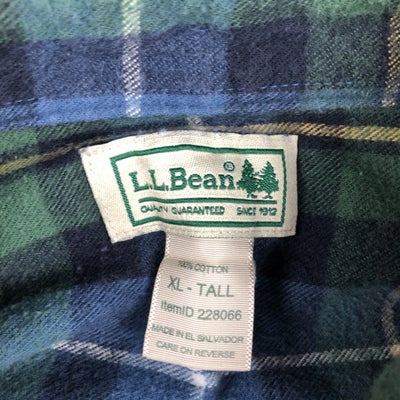 L.L.Bean®
QUALITY GUARANTEED SINCE 1912
100% COTTON
XL - TALL
ItemID 228066
MADE IN EL SALVADOR
CARE ON REVERSE